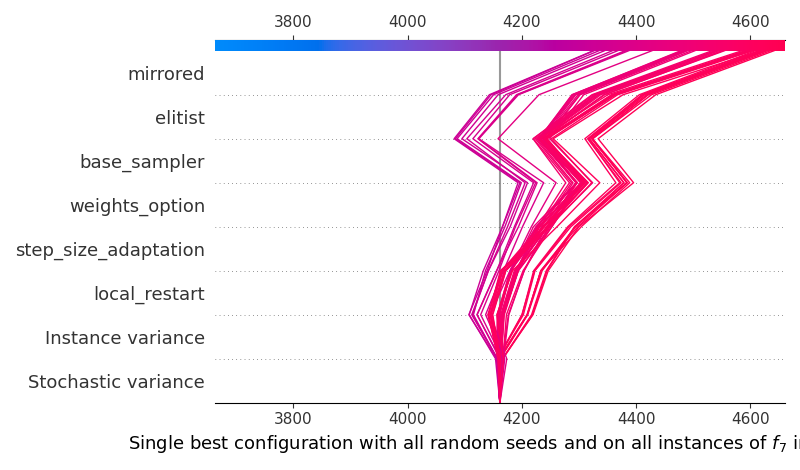 3800 4000 4200 4400 4600
mirrored
elitist
base_sampler
weights_option
step_size_adaptation
local_restart
Instance variance
Stochastic variance
3800 4000 4200 4400 4600
Single best configuration with all random seeds and on all instances of f₇ i